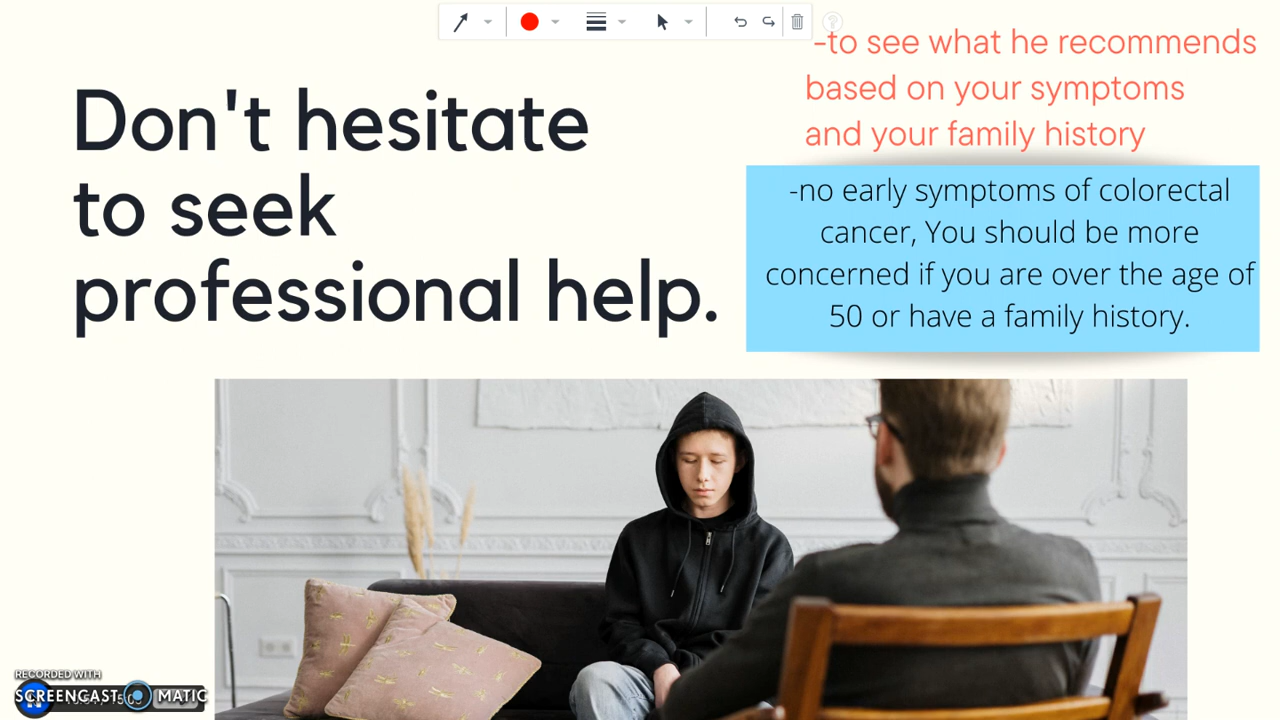 Don't hesitate
to seek
professional help.
-to see what he recommends
based on your symptoms
and your family history
-no early symptoms of colorectal
cancer, You should be more
concerned if you are over the age of
50 or have a family history.
RECORDED WITH
SCREENCAST MATIC